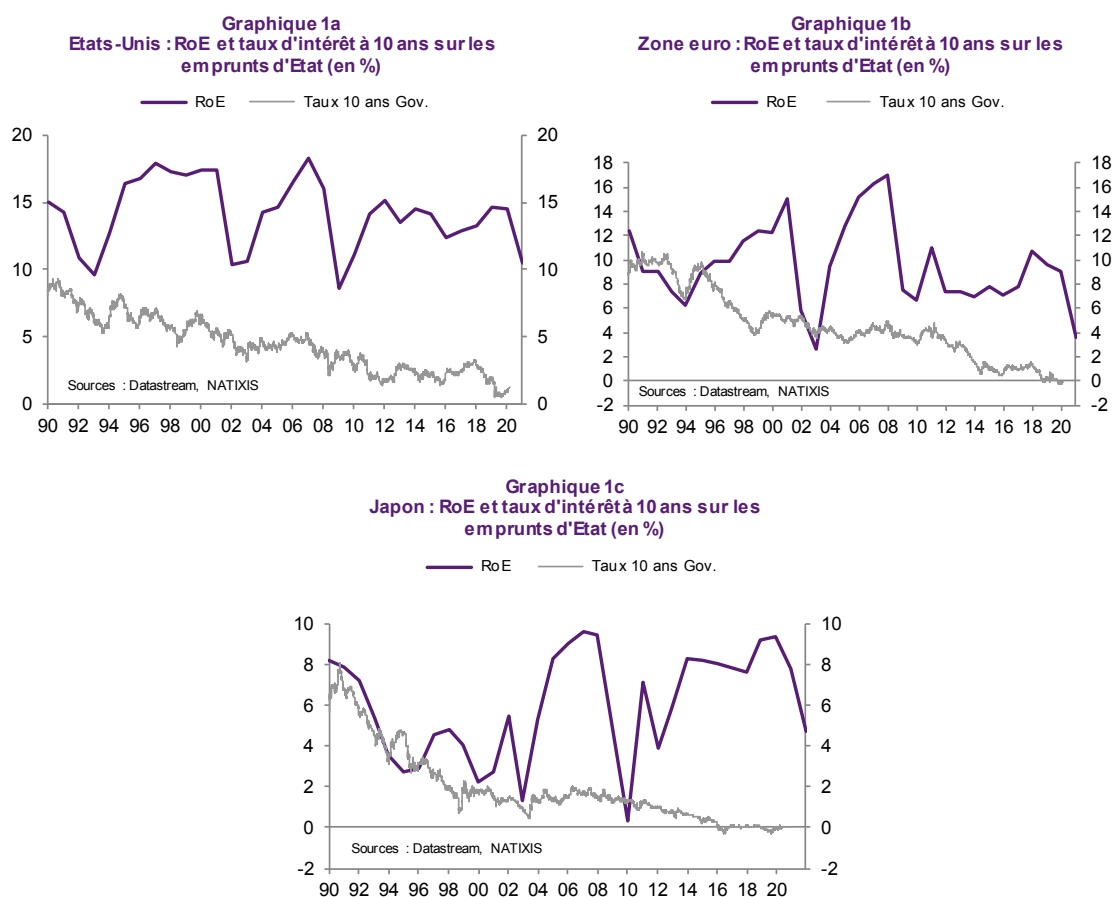 Graphique 1a
Etats-Unis : RoE et taux d'intérêt à 10 ans sur les
emprunts d'Etat (en %)
RoE Taux 10 ans Gov.
20 20
15 15
10 10
5 5
0 0
Sources : Datastream, NATIXIS
90 92 94 96 98 00 02 04 06 08 10 12 14 16 18 20
Graphique 1b
Zone euro : RoE et taux d'intérêt à 10 ans sur les
emprunts d'Etat (en %)
RoE Taux 10 ans Gov.
18 18
16 16
14 14
12 12
10 10
8 8
6 6
4 4
2 2
0 0
-2 -2
Sources : Datastream, NATIXIS
90 92 94 96 98 00 02 04 06 08 10 12 14 16 18 20
Graphique 1c
Japon : RoE et taux d'intérêt à 10 ans sur les
emprunts d'Etat (en %)
RoE Taux 10 ans Gov.
10 10
8 8
6 6
4 4
2 2
0 0
-2 -2
Sources : Datastream, NATIXIS
90 92 94 96 98 00 02 04 06 08 10 12 14 16 18 20